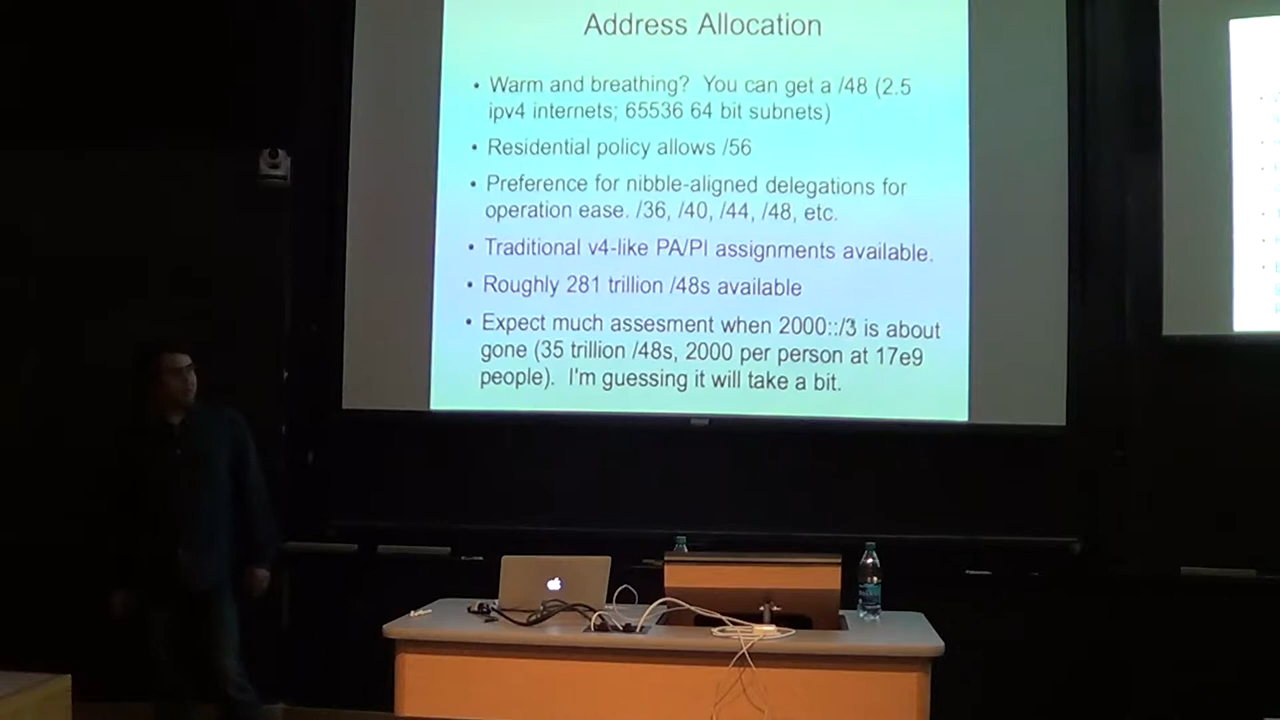 Address Allocation
• Warm and breathing? You can get a /48 (2.5
ipv4 internets; 65536 64 bit subnets)
• Residential policy allows /56
• Preference for nibble-aligned delegations for
operation ease. /36, /40, /44, /48, etc.
• Traditional v4-like PA/PI assignments available.
• Roughly 281 trillion /48s available
• Expect much assesment when 2000::/3 is about
gone (35 trillion /48s, 2000 per person at 17e9
people). I'm guessing it will take a bit.